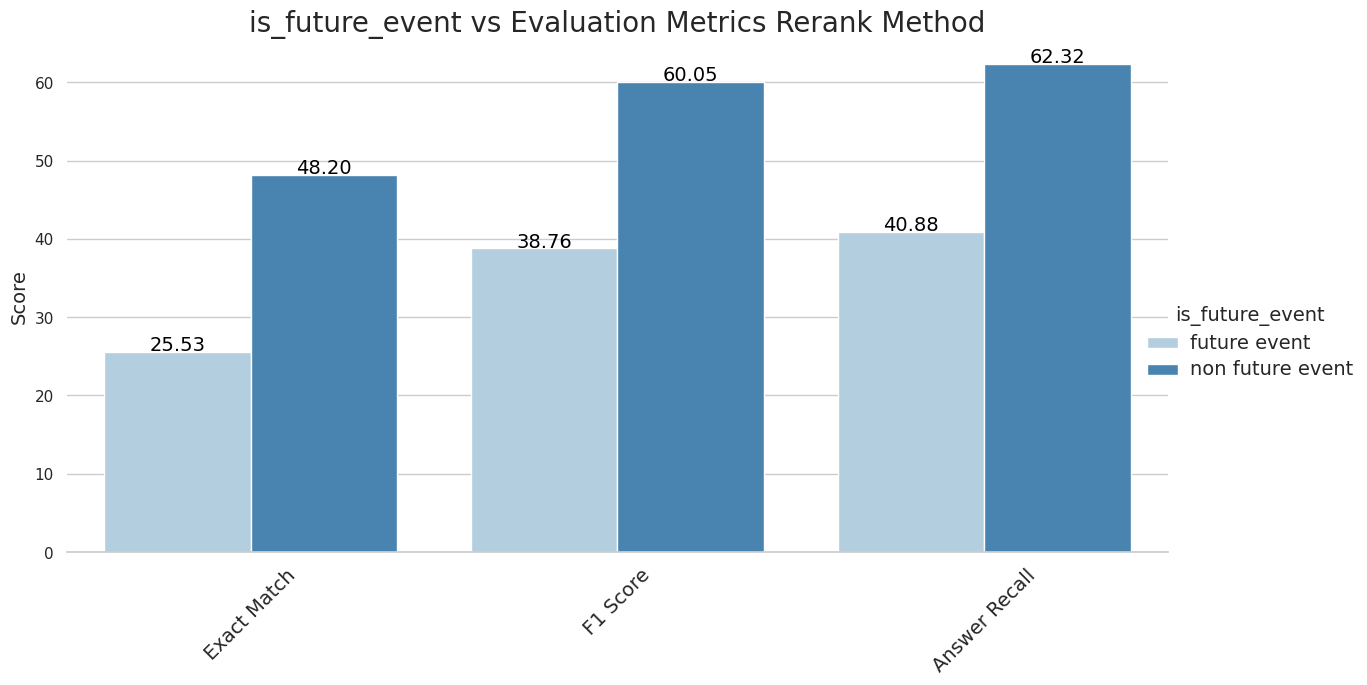 is_future_event vs Evaluation Metrics Rerank Method
Score
60
50
40
30
20
10
0
25.53
48.20
38.76
60.05
40.88
62.32
Exact Match
F1 Score
Answer Recall
is_future_event
future event
non future event